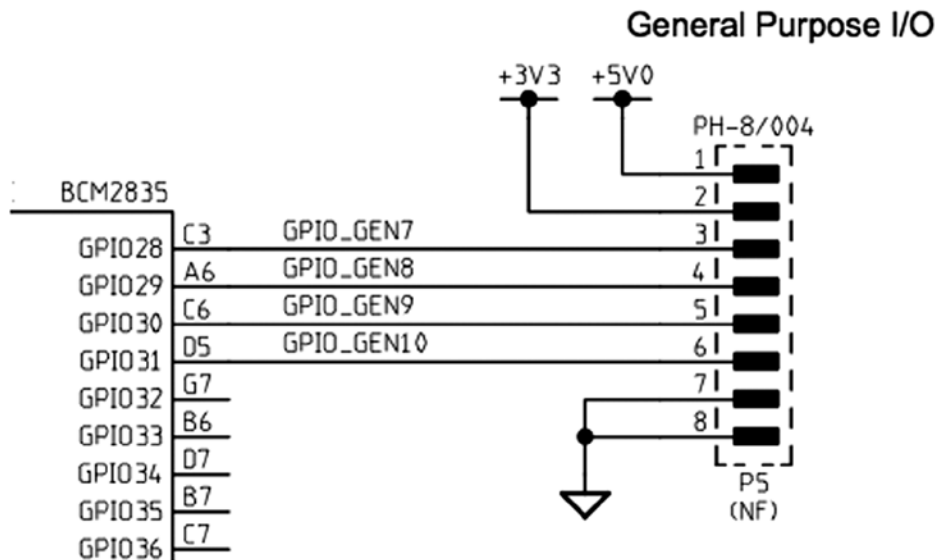 General Purpose I/O
+3V3 +5V0
PH-8/004
1
2
BCM2835
GPIO28 C3 GPIO_GEN7 3
GPIO29 A6 GPIO_GEN8 4
GPIO30 C6 GPIO_GEN9 5
GPIO31 D5 GPIO_GEN10 6
GPIO32 G7 7
GPIO33 B6 8
GPIO34 D7
P5
GPIO35 B7
(NF)
GPIO36 C7